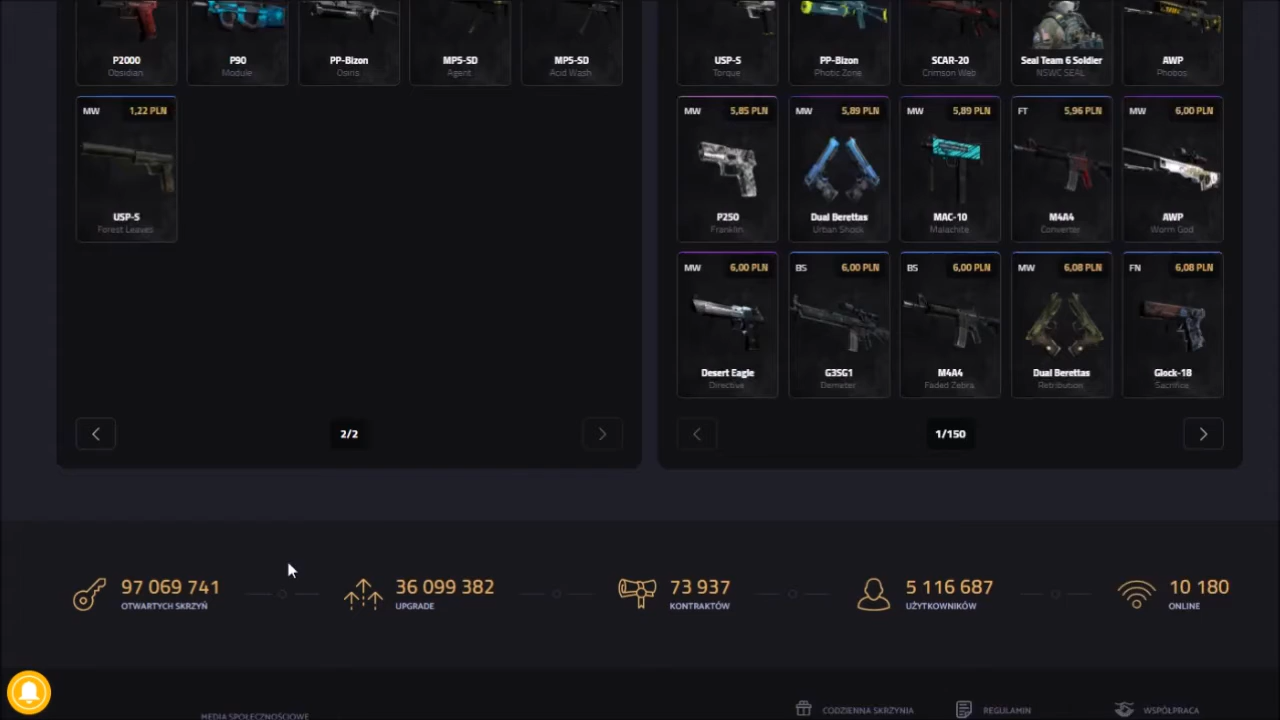 P2000
Obsidian
P90
Module
PP-Bizon
Osiris
MP5-SD
Agent
MP5-SD
Acid Wash
MW 1,22 PLN
USP-S
Forest Leaves
2/2
USP-S
Torque
PP-Bizon
Photic Zone
SCAR-20
Crimson Web
Seal Team 6 Soldier
NSWC SEAL
AWP
Phobos
MW 5,85 PLN
P250
Franklin
MW 5,89 PLN
Dual Berettas
Urban Shock
MW 5,89 PLN
MAC-10
Malachite
FT 5,96 PLN
M4A4
Converter
MW 6,00 PLN
AWP
Worm God
MW 6,00 PLN
Desert Eagle
Directive
BS 6,00 PLN
G3SG1
Demeter
BS 6,00 PLN
M4A4
Faded Zebra
MW 6,08 PLN
Dual Berettas
Retribution
FN 6,08 PLN
Glock-18
Sacrifice
1/150
97 069 741
OTWARTYCH SKRZYŃ
36 099 382
UPGRADE
73 937
KONTRAKTÓW
5 116 687
UŻYTKOWNIKÓW
10 180
ONLINE
MEDIA SPOŁECZNOŚCIOWE
CODZIENNA SKRZYNIA
REGULAMIN
WSPÓŁPRACA